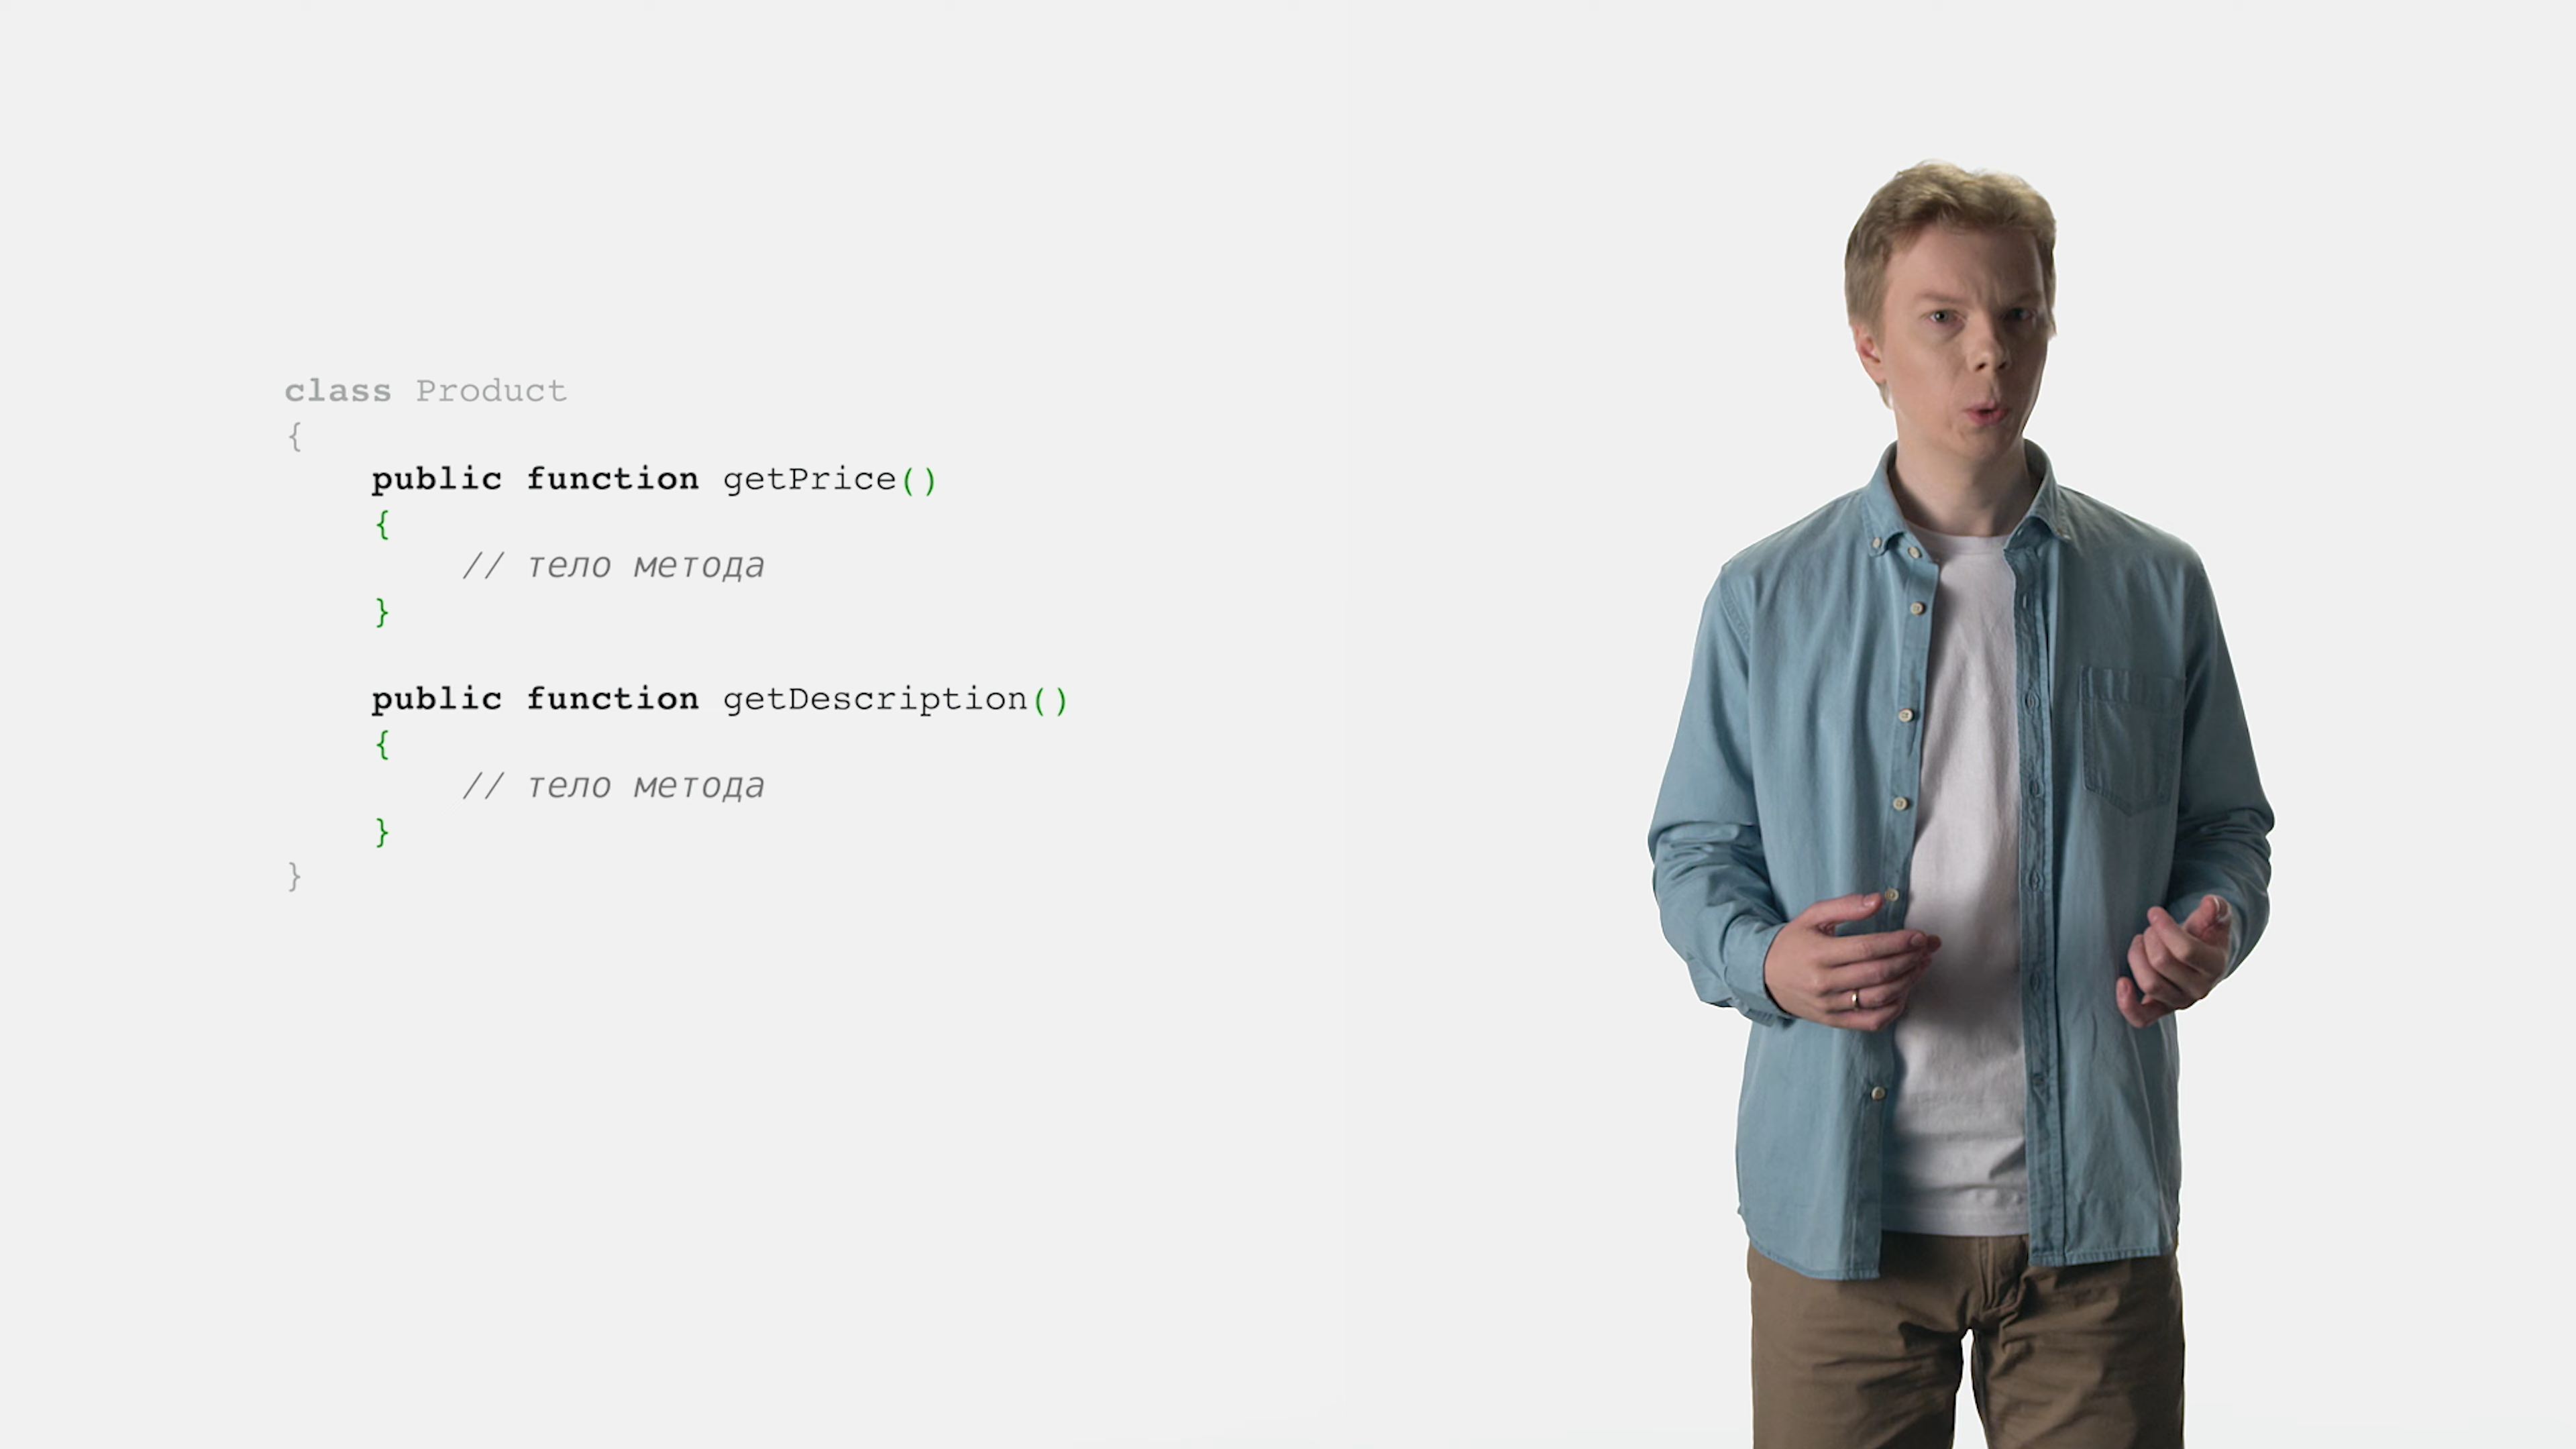 class Product
{
public function getPrice()
{
// тело метода
}
public function getDescription()
{
// тело метода
}
}